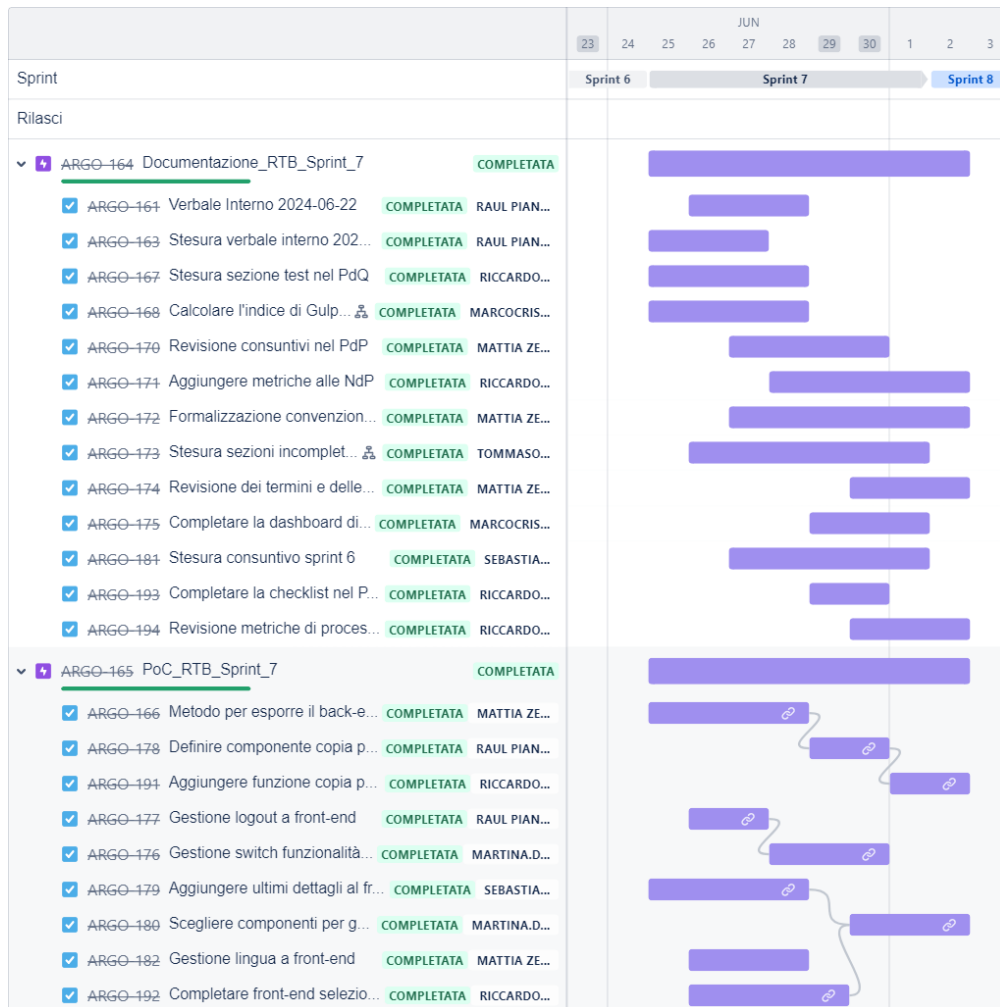 JUN
23 24 25 26 27 28 29 30 1 2 3
Sprint Sprint 6 Sprint 7 Sprint 8
Rilasci
ARGO-164 Documentazione_RTB_Sprint_7 COMPLETATA
ARGO-161 Verbale Interno 2024-06-22 COMPLETATA RAUL PIAN...
ARGO-163 Stesura verbale interno 202... COMPLETATA RAUL PIAN...
ARGO-167 Stesura sezione test nel PdQ COMPLETATA RICCARDO...
ARGO-168 Calcolare l'indice di Gulp... COMPLETATA MARCOCRIS...
ARGO-170 Revisione consuntivi nel PdP COMPLETATA MATTIA ZE...
ARGO-171 Aggiungere metriche alle NdP COMPLETATA RICCARDO...
ARGO-172 Formalizzazione convenzion... COMPLETATA MATTIA ZE...
ARGO-173 Stesura sezioni incomplet... COMPLETATA TOMMASO...
ARGO-174 Revisione dei termini e delle... COMPLETATA MATTIA ZE...
ARGO-175 Completare la dashboard di... COMPLETATA MARCOCRIS...
ARGO-181 Stesura consuntivo sprint 6 COMPLETATA SEBASTIA...
ARGO-193 Completare la checklist nel P... COMPLETATA RICCARDO...
ARGO-194 Revisione metriche di proces... COMPLETATA RICCARDO...
ARGO-165 PoC_RTB_Sprint_7 COMPLETATA
ARGO-166 Metodo per esporre il back-e... COMPLETATA MATTIA ZE...
ARGO-178 Definire componente copia p... COMPLETATA RAUL PIAN...
ARGO-191 Aggiungere funzione copia p... COMPLETATA RICCARDO...
ARGO-177 Gestione logout a front-end COMPLETATA RAUL PIAN...
ARGO-176 Gestione switch funzionalità... COMPLETATA MARTINA.D...
ARGO-179 Aggiungere ultimi dettagli al fr... COMPLETATA SEBASTIA...
ARGO-180 Scegliere componenti per g... COMPLETATA MARTINA.D...
ARGO-182 Gestione lingua a front-end COMPLETATA MATTIA ZE...
ARGO-192 Completare front-end selezio... COMPLETATA RICCARDO...